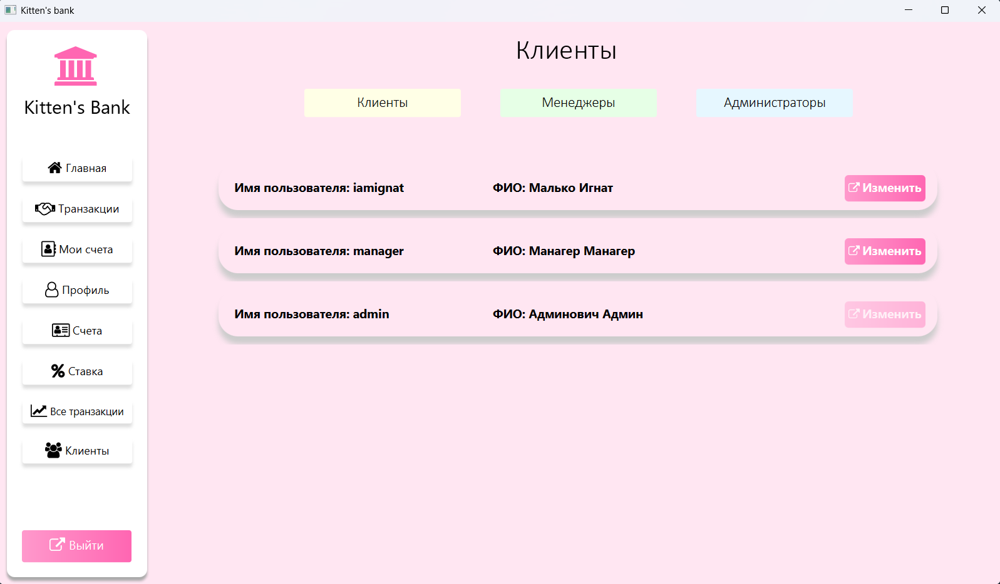 Kitten's bank
Kitten's Bank
Главная
Транзакции
Мои счета
Профиль
Счета
Ставка
Все транзакции
Клиенты
Выйти
Клиенты
Клиенты
Менеджеры
Администраторы
Имя пользователя: iamignat ФИО: Малько Игнат Изменить
Имя пользователя: manager ФИО: Манагер Манагер Изменить
Имя пользователя: admin ФИО: Админович Админ Изменить